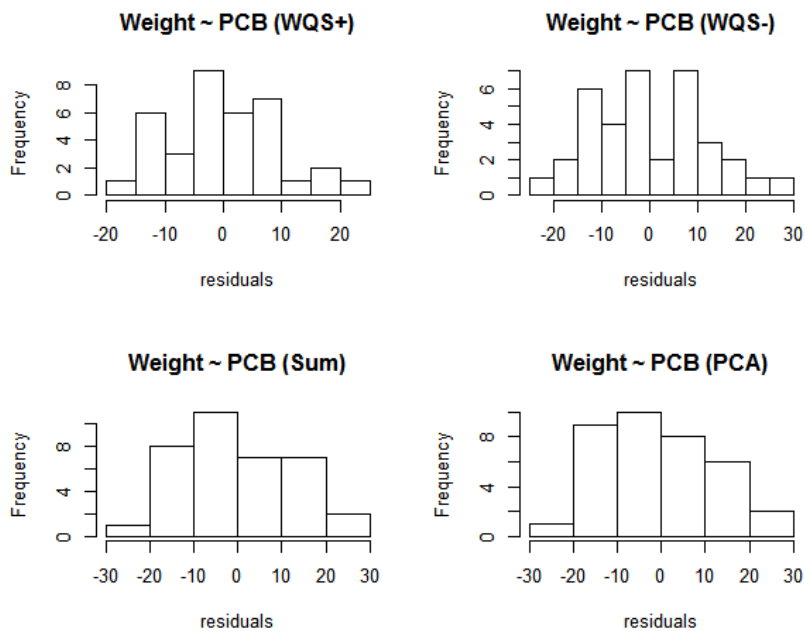 Weight ~ PCB (WQS+)
Frequency
0 2 4 6 8
-20 -10 0 10 20
residuals
Weight ~ PCB (WQS-)
Frequency
0 2 4 6
-20 -10 0 10 20 30
residuals
Weight ~ PCB (Sum)
Frequency
0 4 8
-30 -20 -10 0 10 20 30
residuals
Weight ~ PCB (PCA)
Frequency
0 4 8
-30 -20 -10 0 10 20 30
residuals